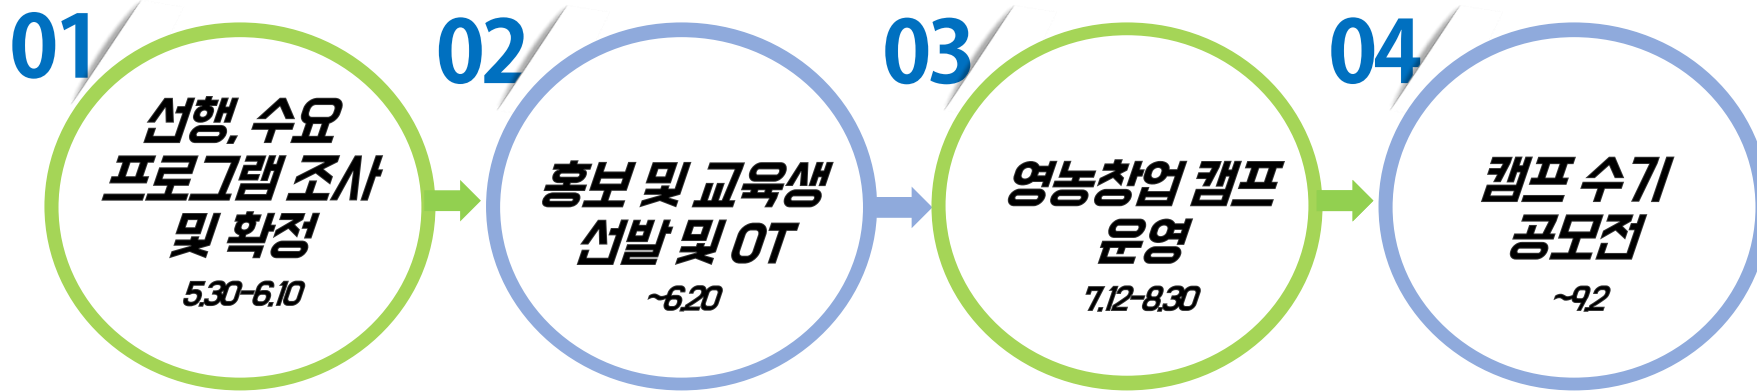 01
선행, 수요
프로그램 조사
및 확정
5.30-6.10
02
홍보 및 교육생
선발 및 OT
~6.20
03
영농창업 캠프
운영
7.12-8.30
04
캠프 수기
공모전
~9.2